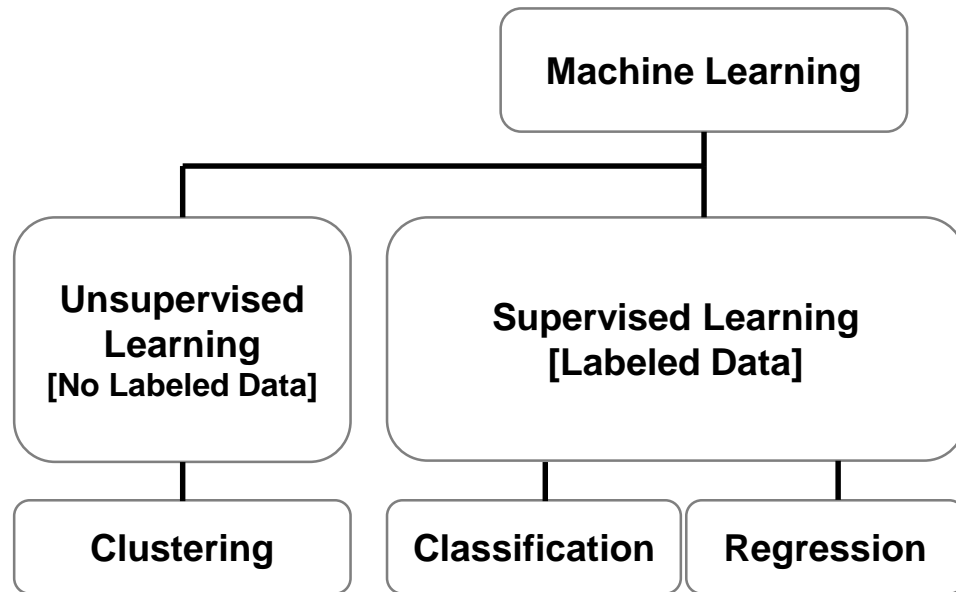 Machine Learning
Unsupervised
Learning
[No Labeled Data]
Supervised Learning
[Labeled Data]
Clustering
Classification
Regression